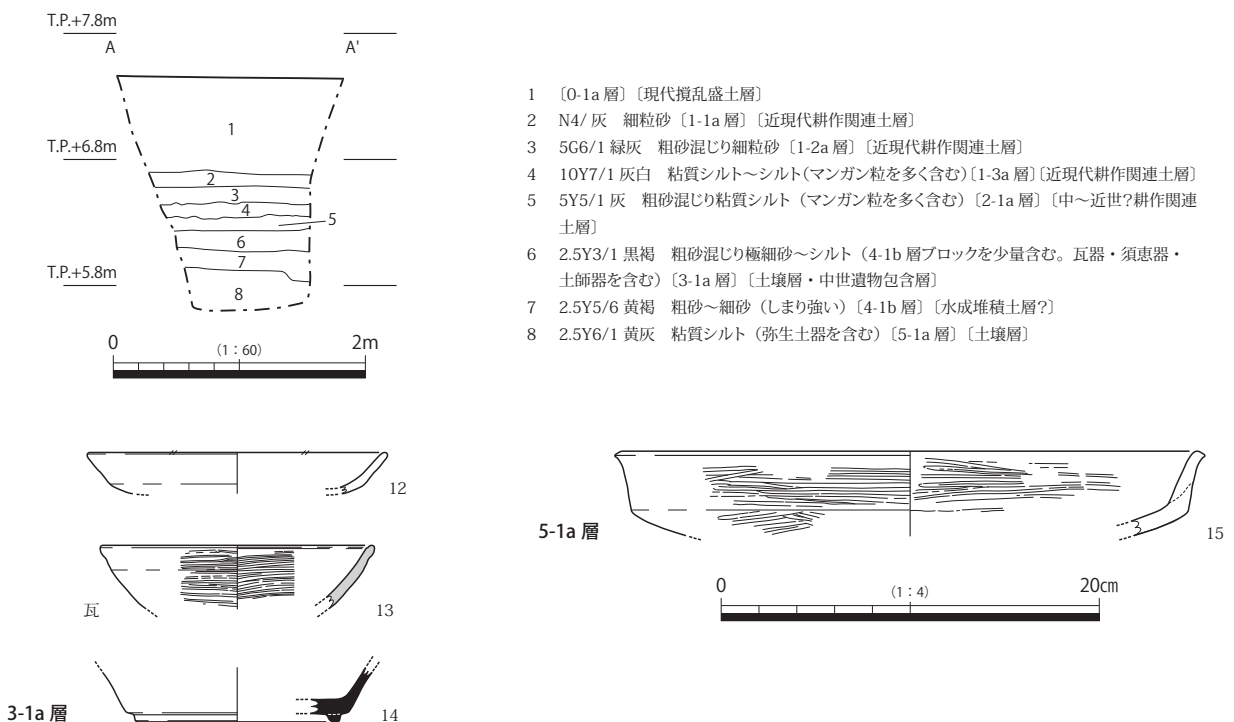 T.P.+7.8m
A A'
T.P.+6.8m
T.P.+5.8m
1
2
3
4
5
6
7
8
0 2m
(1：60)
1 〔0-1a 層〕〔現代撹乱盛土層〕
2 N4/ 灰 細粒砂〔1-1a 層〕〔近現代耕作関連土層〕
3 5G6/1 緑灰 粗砂混じり細粒砂〔1-2a 層〕〔近現代耕作関連土層〕
4 10Y7/1 灰白 粘質シルト～シルト（マンガン粒を多く含む）〔1-3a 層〕〔近現代耕作関連土層〕
5 5Y5/1 灰 粗砂混じり粘質シルト（マンガン粒を多く含む）〔2-1a 層〕〔中～近世?耕作関連
土層〕
6 2.5Y3/1 黒褐 粗砂混じり極細砂～シルト（4-1b 層ブロックを少量含む。瓦器・須恵器・
土師器を含む）〔3-1a 層〕〔土壌層・中世遺物包含層〕
7 2.5Y5/6 黄褐 粗砂～細砂（しまり強い）〔4-1b 層〕〔水成堆積土層?〕
8 2.5Y6/1 黄灰 粘質シルト（弥生土器を含む）〔5-1a 層〕〔土壌層〕
12
瓦 13
3-1a 層 14
5-1a 層 15
0 20cm
(1：4)